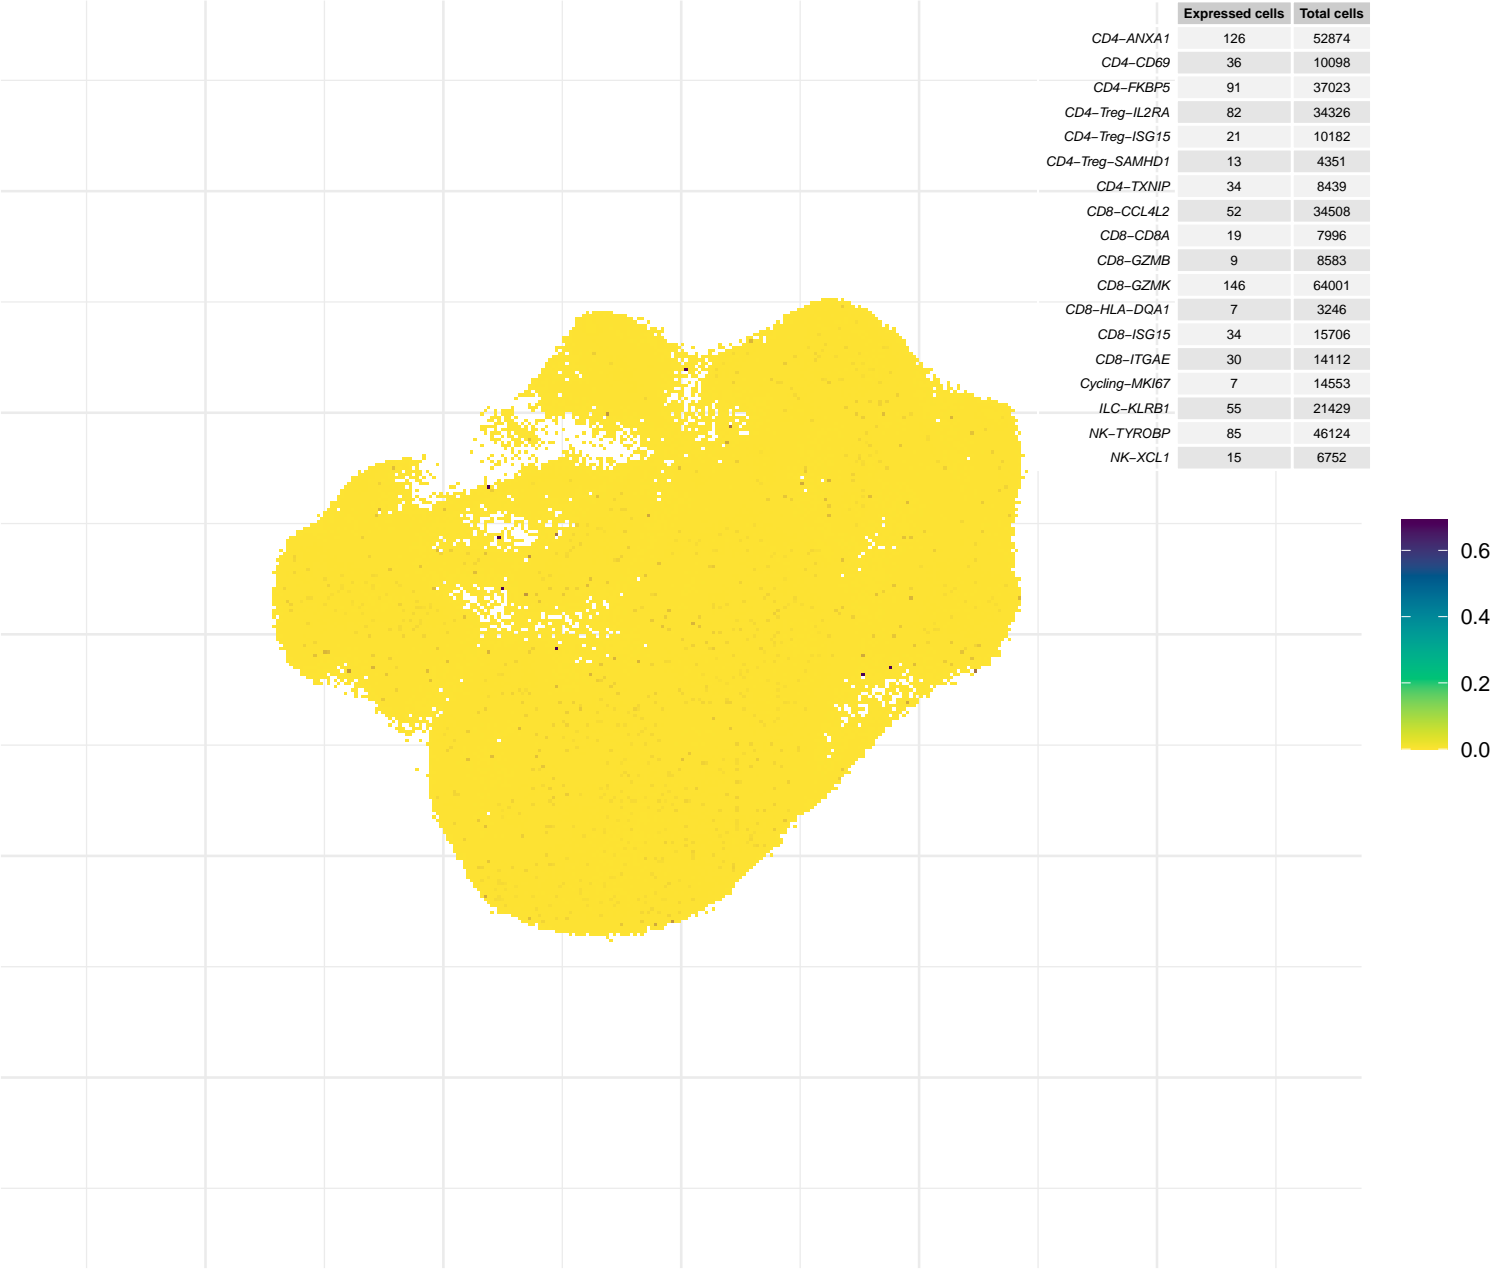 Expressed cells Total cells
CD4−ANXA1 126 52874
CD4−CD69 36 10098
CD4−FKBP5 91 37023
CD4−Treg−IL2RA 82 34326
CD4−Treg−ISG15 21 10182
CD4−Treg−SAMHD1 13 4351
CD4−TXNIP 34 8439
CD8−CCL4L2 52 34508
CD8−CD8A 19 7996
CD8−GZMB 9 8583
CD8−GZMK 146 64001
CD8−HLA−DQA1 7 3246
CD8−ISG15 34 15706
CD8−ITGAE 30 14112
Cycling−MKI67 7 14553
ILC−KLRB1 55 21429
NK−TYROBP 85 46124
NK−XCL1 15 6752
0.6
0.4
0.2
0.0